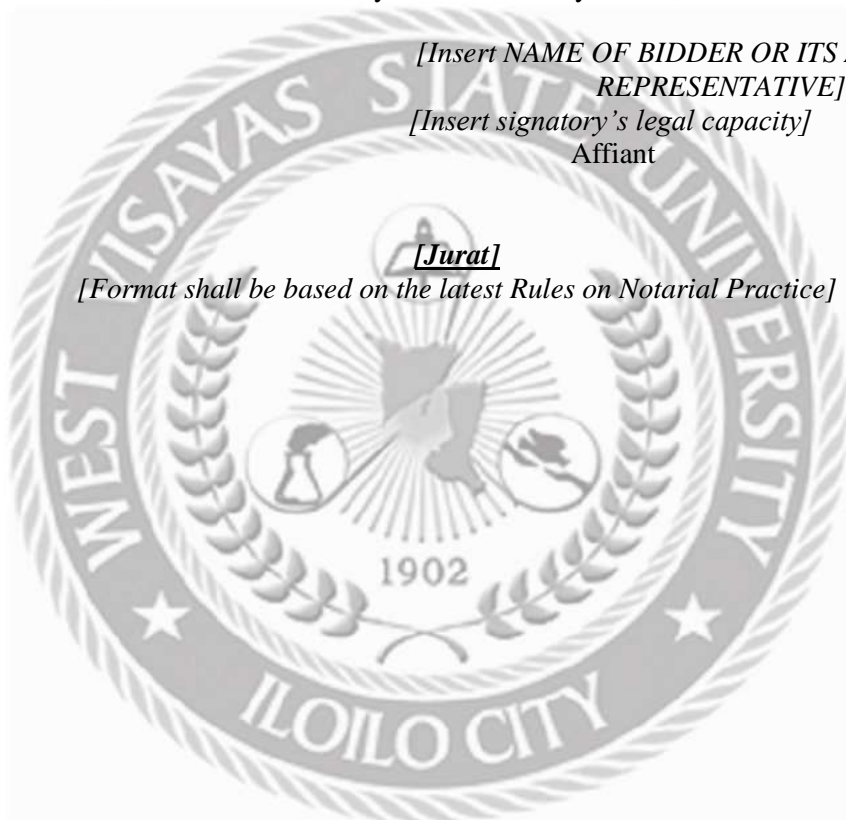 [Insert NAME OF BIDDER OR ITS
REPRESENTATIVE]
[Insert signatory’s legal capacity]
Affiant
[Jurat]
[Format shall be based on the latest Rules on Notarial Practice]
WEST VISAYAS STATE UNIVERSITY
1902
ILOILO CITY